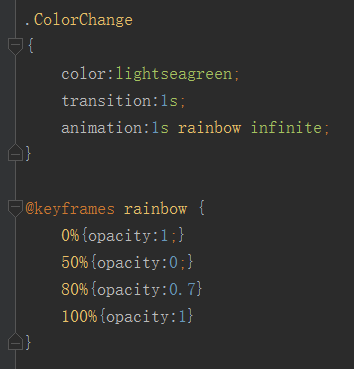 .ColorChange
{
color:lightseagreen;
transition:1s;
animation:1s rainbow infinite;
}
@keyframes rainbow {
0%{opacity:1;}
50%{opacity:0;}
80%{opacity:0.7}
100%{opacity:1}
}